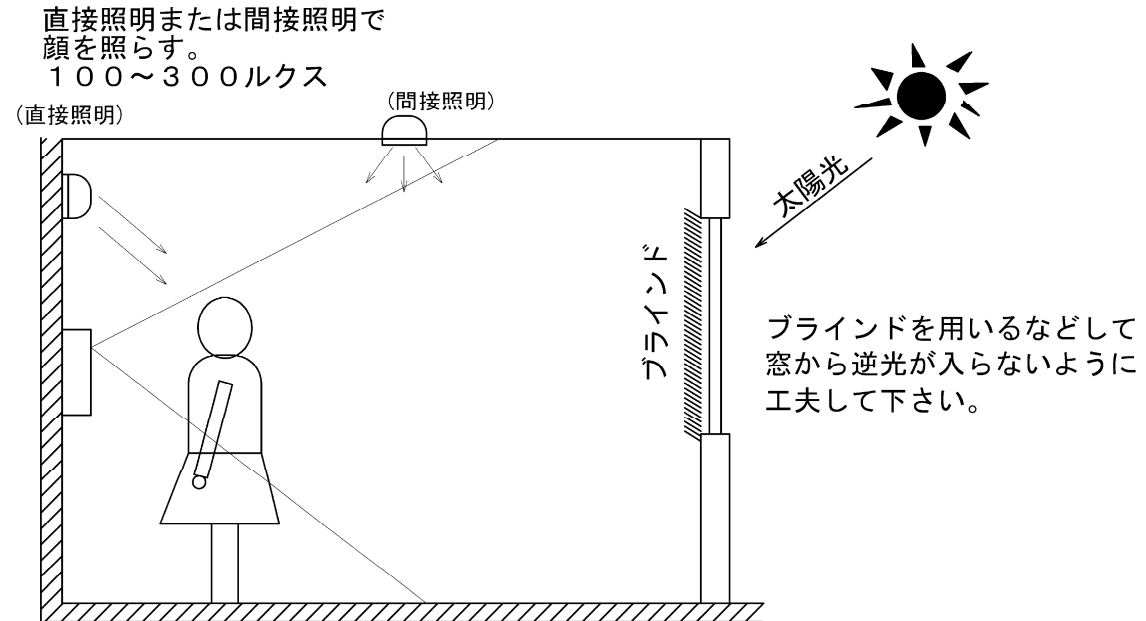 直接照明または間接照明で
顔を照らす。
１００～３００ルクス
（直接照明）
（間接照明）
太陽光
ブラインド
ブラインドを用いるなどして
窓から逆光が入らないように
工夫して下さい。